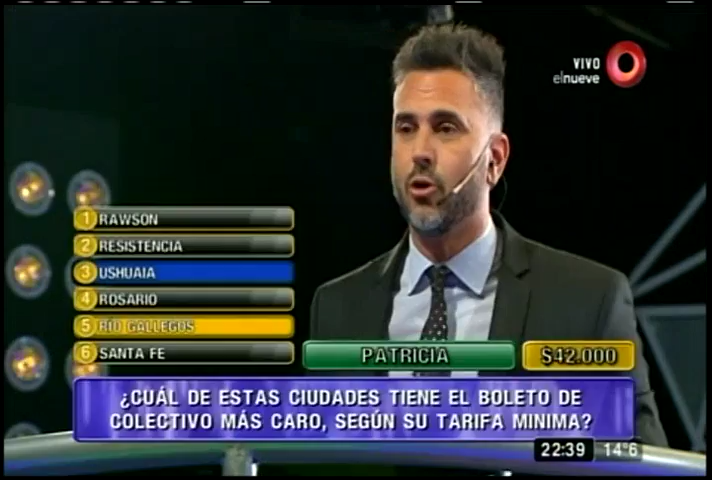 VIVO
elnueve
1 RAWSON
2 RESISTENCIA
3 USHUAIA
4 ROSARIO
5 RÍO GALLEGOS
6 SANTA FE
PATRICIA $42.000
¿CUÁL DE ESTAS CIUDADES TIENE EL BOLETO DE
COLECTIVO MÁS CARO, SEGÚN SU TARIFA MINIMA?
22:39 14°6